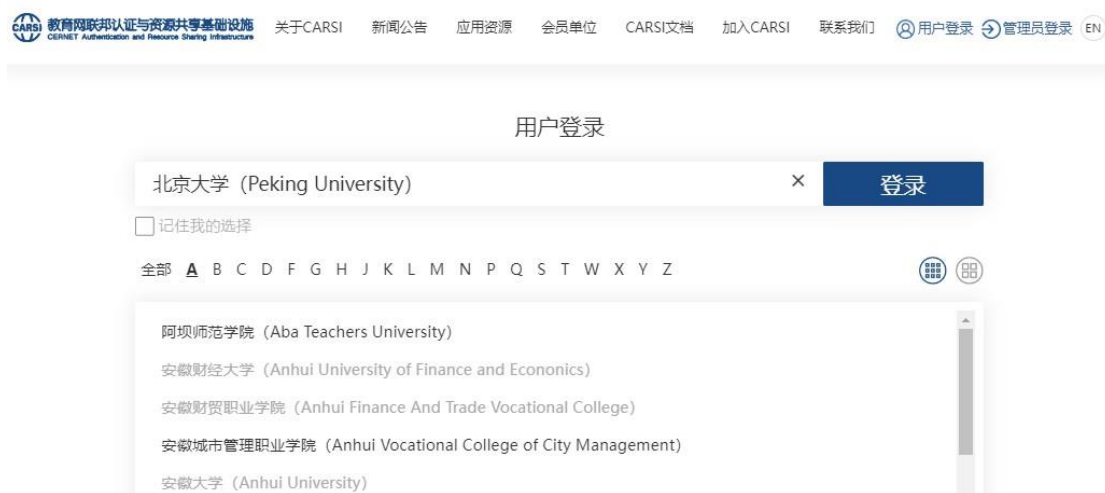 CARSI 教育网联邦认证与资源共享基础设施
CERNET Authentication and Resource Sharing Infrastructure
关于CARSI 新闻公告 应用资源 会员单位 CARSI文档 加入CARSI 联系我们 用户登录 管理员登录 EN
用户登录
北京大学（Peking University） × 登录
记住我的选择
全部 A B C D F G H J K L M N P Q S T W X Y Z
阿坝师范学院（Aba Teachers University）
安徽财经大学（Anhui University of Finance and Econonics）
安徽财贸职业学院（Anhui Finance And Trade Vocational College）
安徽城市管理职业学院（Anhui Vocational College of City Management）
安徽大学（Anhui University）